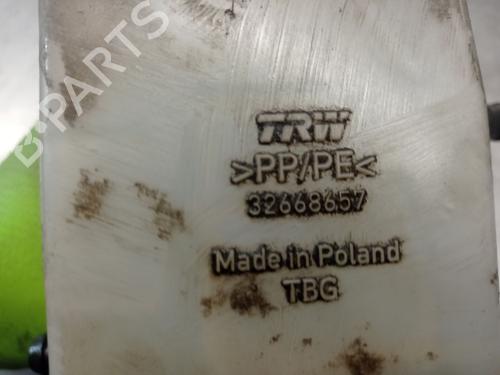 B-PARTS
TRW
>PP/PE<
32668657
Made in Poland
TBG